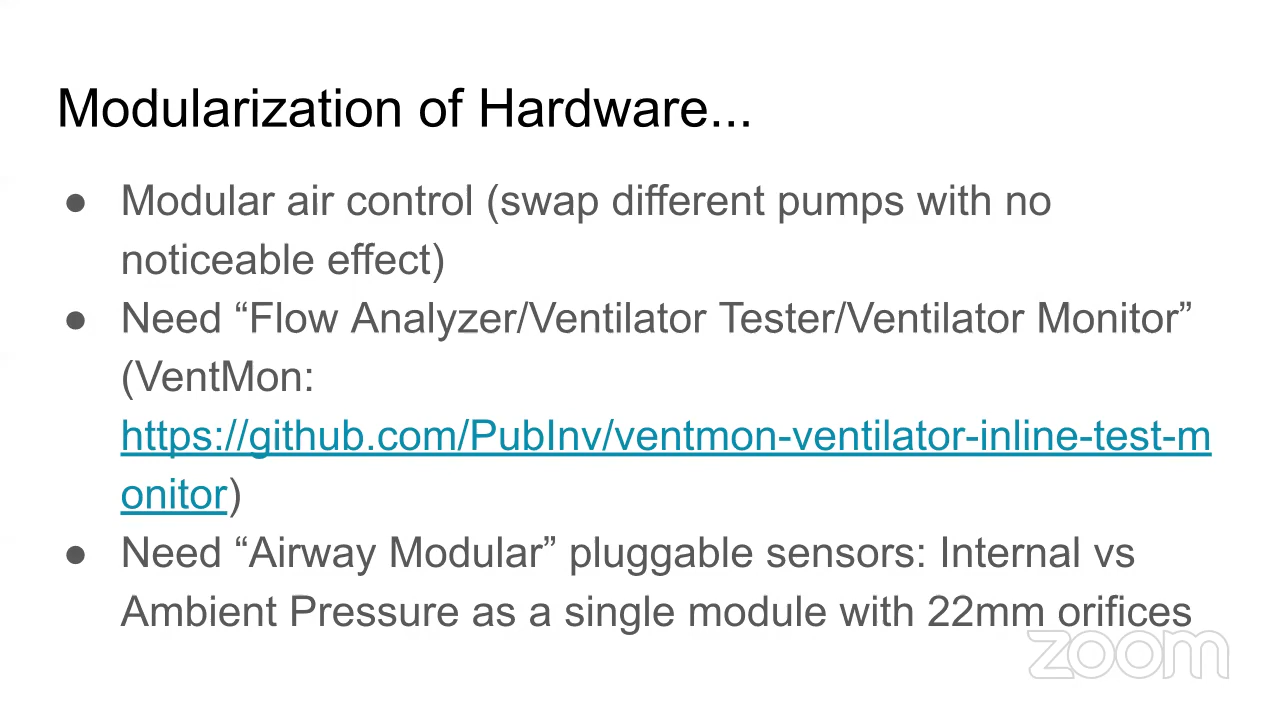 Modularization of Hardware...
● Modular air control (swap different pumps with no
noticeable effect)
● Need “Flow Analyzer/Ventilator Tester/Ventilator Monitor”
(VentMon:
https://github.com/PubInv/ventmon-ventilator-inline-test-m
onitor)
● Need “Airway Modular” pluggable sensors: Internal vs
Ambient Pressure as a single module with 22mm orifices
zoom